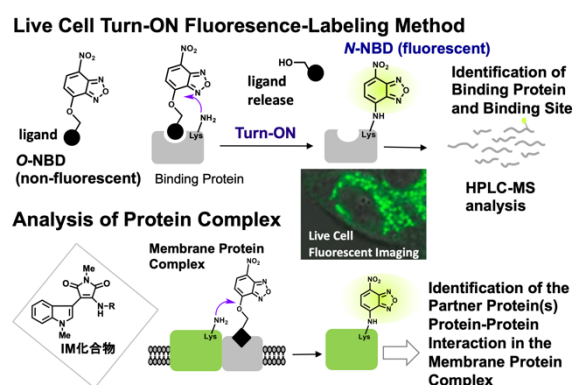 Live Cell Turn-ON Fluoresence-Labeling Method
NO₂
N
O
N
O
ligand
O-NBD
(non-fluorescent)
NO₂
N
O
N
O
NH₂
Lys
Binding Protein
HO
ligand
release
Turn-ON
N-NBD (fluorescent)
NO₂
N
O
N
NH
Lys
Live Cell
Fluorescent Imaging
Identification of
Binding Protein
and Binding Site
HPLC-MS
analysis
Analysis of Protein Complex
Me
N
O
O
N-R
H
N
Me
IM化合物
Membrane Protein
Complex
NO₂
N
O
N
O
NH₂
Lys
NO₂
N
O
N
NH
Lys
Identification of the
Partner Protein(s)
Protein-Protein
Interaction in the
Membrane Protein
Complex